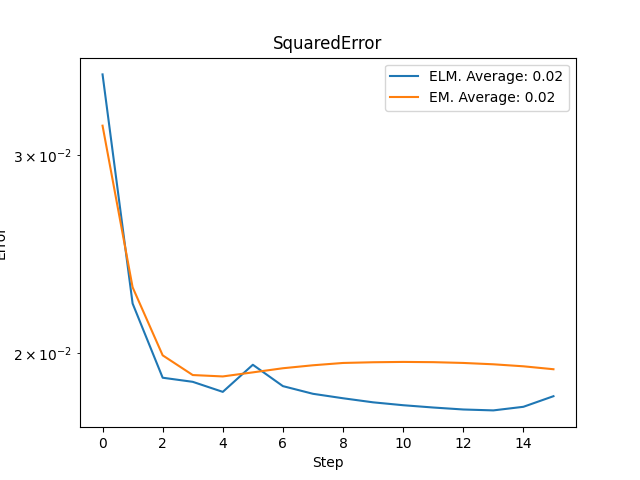 SquaredError
ELM. Average: 0.02
EM. Average: 0.02
3 × 10⁻²
2 × 10⁻²
Error
0 2 4 6 8 10 12 14
Step